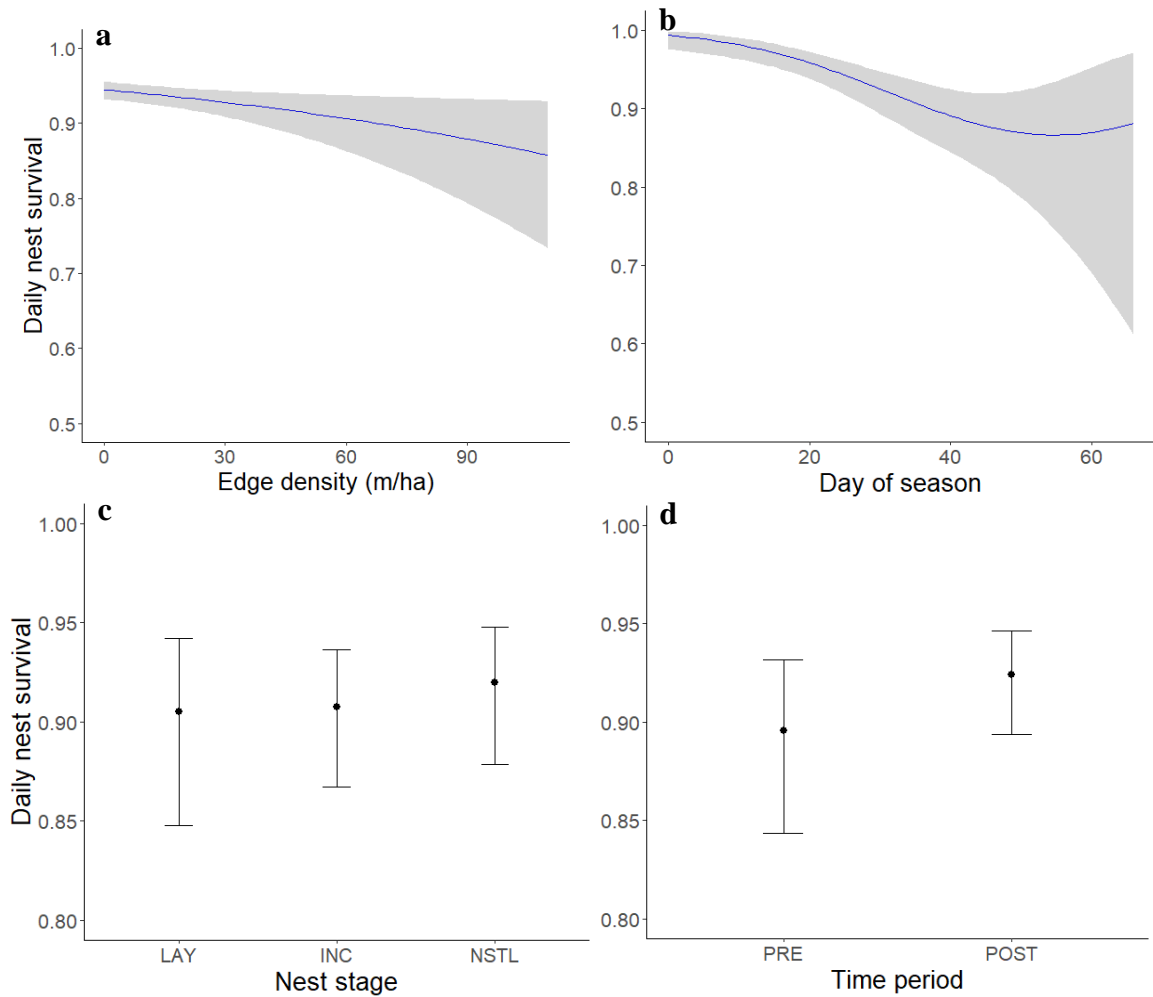 a
1.0
0.9
0.8
0.7
0.6
0.5
Daily nest survival
0 30 60 90
Edge density (m/ha)
b
1.0
0.9
0.8
0.7
0.6
0.5
0 20 40 60
Day of season
c
1.00
0.95
0.90
0.85
0.80
Daily nest survival
LAY INC NSTL
Nest stage
d
1.00
0.95
0.90
0.85
0.80
PRE POST
Time period